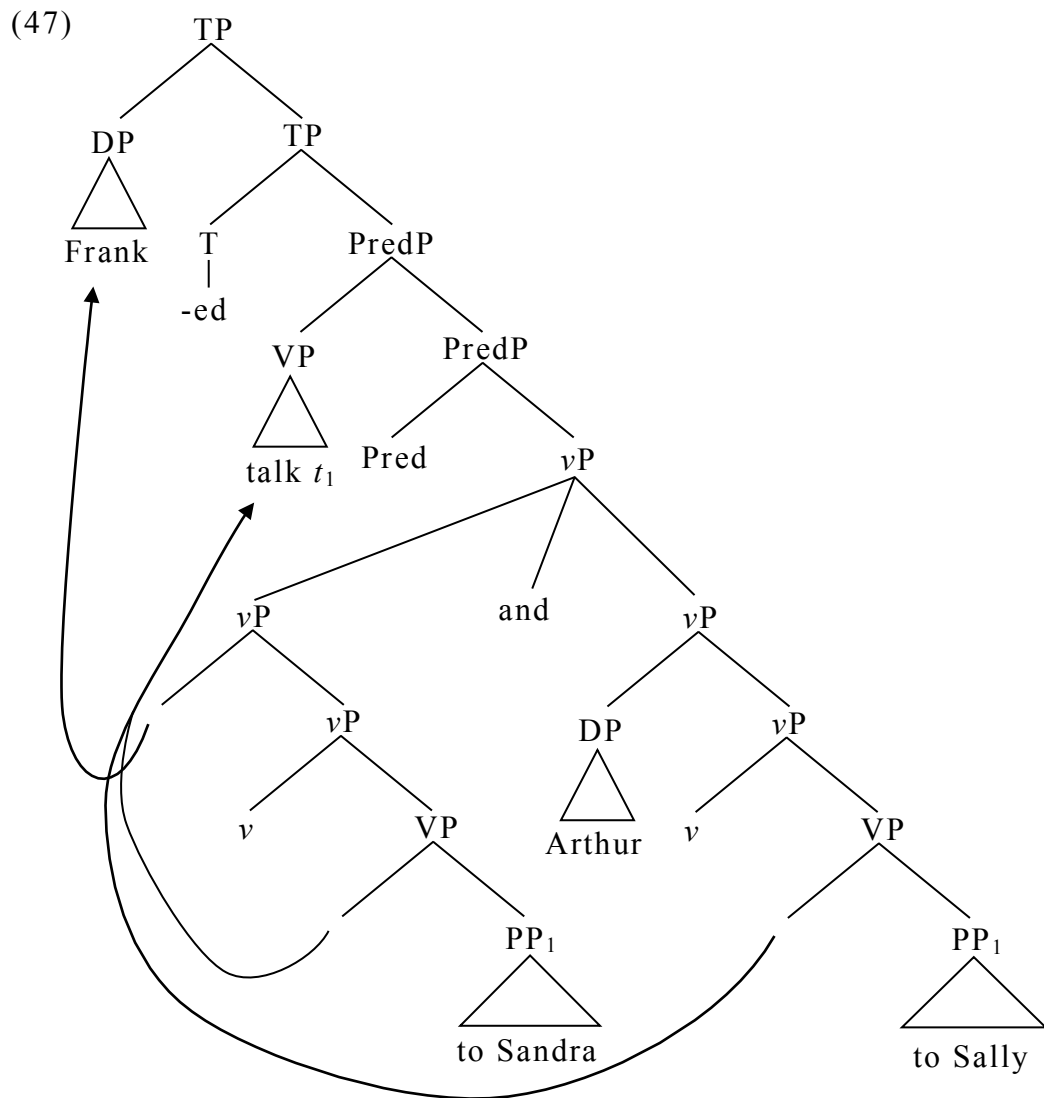 (47)
TP
DP TP
Frank T PredP
-ed
VP PredP
talk t₁ Pred vP
vP and vP
vP DP vP
v VP Arthur v VP
PP₁ PP₁
to Sandra to Sally